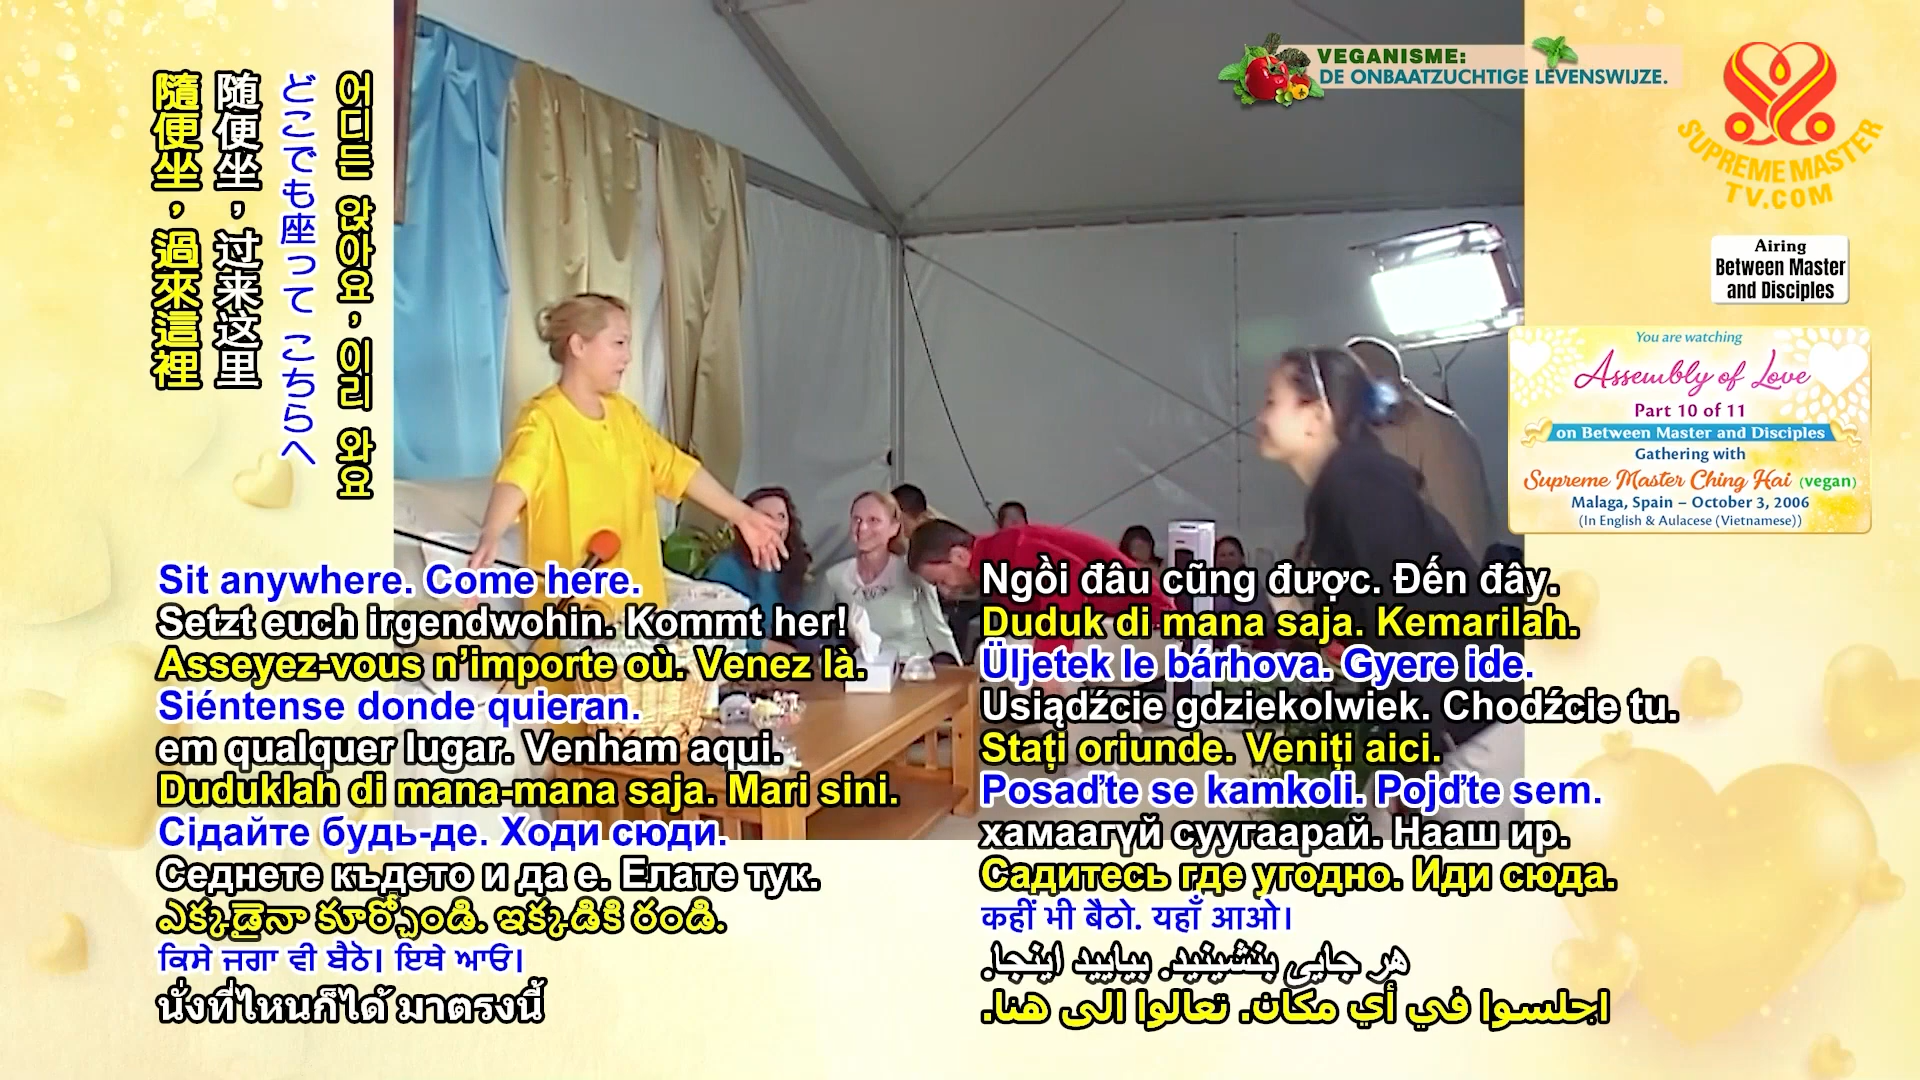 隨便坐，過來這裡
随便坐，过来这里
どこでも座って こちらへ
어디든 앉아요, 이리 와요
VEGANISME:
DE ONBAATZUCHTIGE LEVENSWIJZE.
SUPREME MASTER
TV.COM
Airing
Between Master
and Disciples
You are watching
Assembly of Love
Part 10 of 11
on Between Master and Disciples
Gathering with
Supreme Master Ching Hai (vegan)
Malaga, Spain – October 3, 2006
(In English & Aulacese (Vietnamese))
Sit anywhere. Come here.
Setzt euch irgendwohin. Kommt her!
Asseyez-vous n’importe où. Venez là.
Siéntense donde quieran.
em qualquer lugar. Venham aqui.
Duduklah di mana-mana saja. Mari sini.
Сідайте будь-де. Ходи сюди.
Седнете където и да е. Елате тук.
ఎక్కడైనా కూర్చోండి. ఇక్కడికి రండి.
ਕਿਸੇ ਜਗਾ ਵੀ ਬੈਠੋ। ਇਥੇ ਆਓ।
นั่งที่ไหนก็ได้ มาตรงนี้
Ngồi đâu cũng được. Đến đây.
Duduk di mana saja. Kemarilah.
Üljetek le bárhova. Gyere ide.
Usiądźcie gdziekolwiek. Chodźcie tu.
Stați oriunde. Veniți aici.
Posaďte se kamkoli. Pojďte sem.
хамаагүй суугаарай. Нааш ир.
Садитесь где угодно. Иди сюда.
कहीं भी बैठो. यहाँ आओ।
هر جایی بنشینید. بیایید اینجا.
اجلسوا في أي مكان. تعالوا الى هنا.